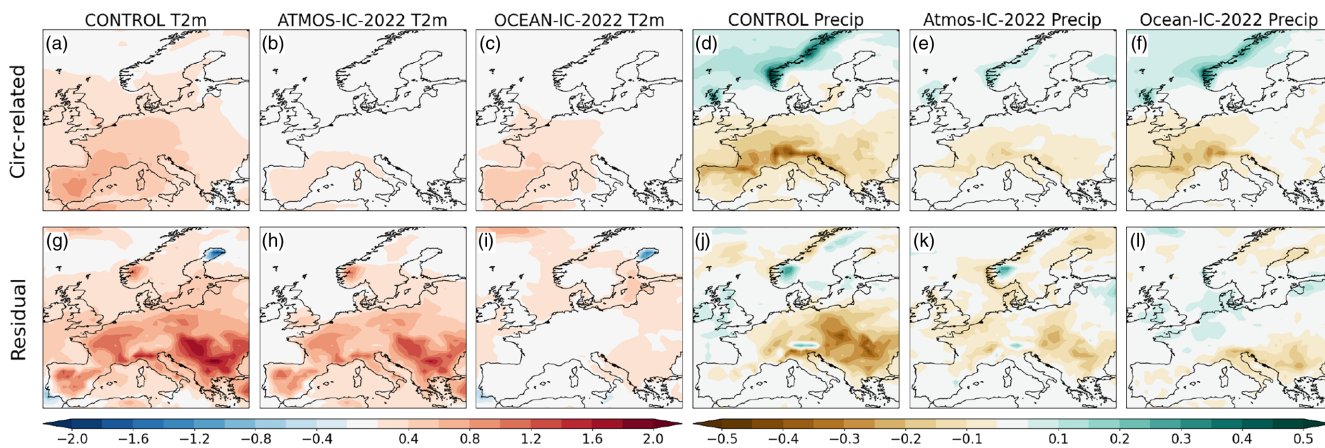 CONTROL T2m ATMOS-IC-2022 T2m OCEAN-IC-2022 T2m CONTROL Precip Atmos-IC-2022 Precip Ocean-IC-2022 Precip
Circ-related
(a) (b) (c) (d) (e) (f)
Residual
(g) (h) (i) (j) (k) (l)
−2.0 −1.6 −1.2 −0.8 −0.4 0.4 0.8 1.2 1.6 2.0 −0.5 −0.4 −0.3 −0.2 −0.1 0.1 0.2 0.3 0.4 0.5